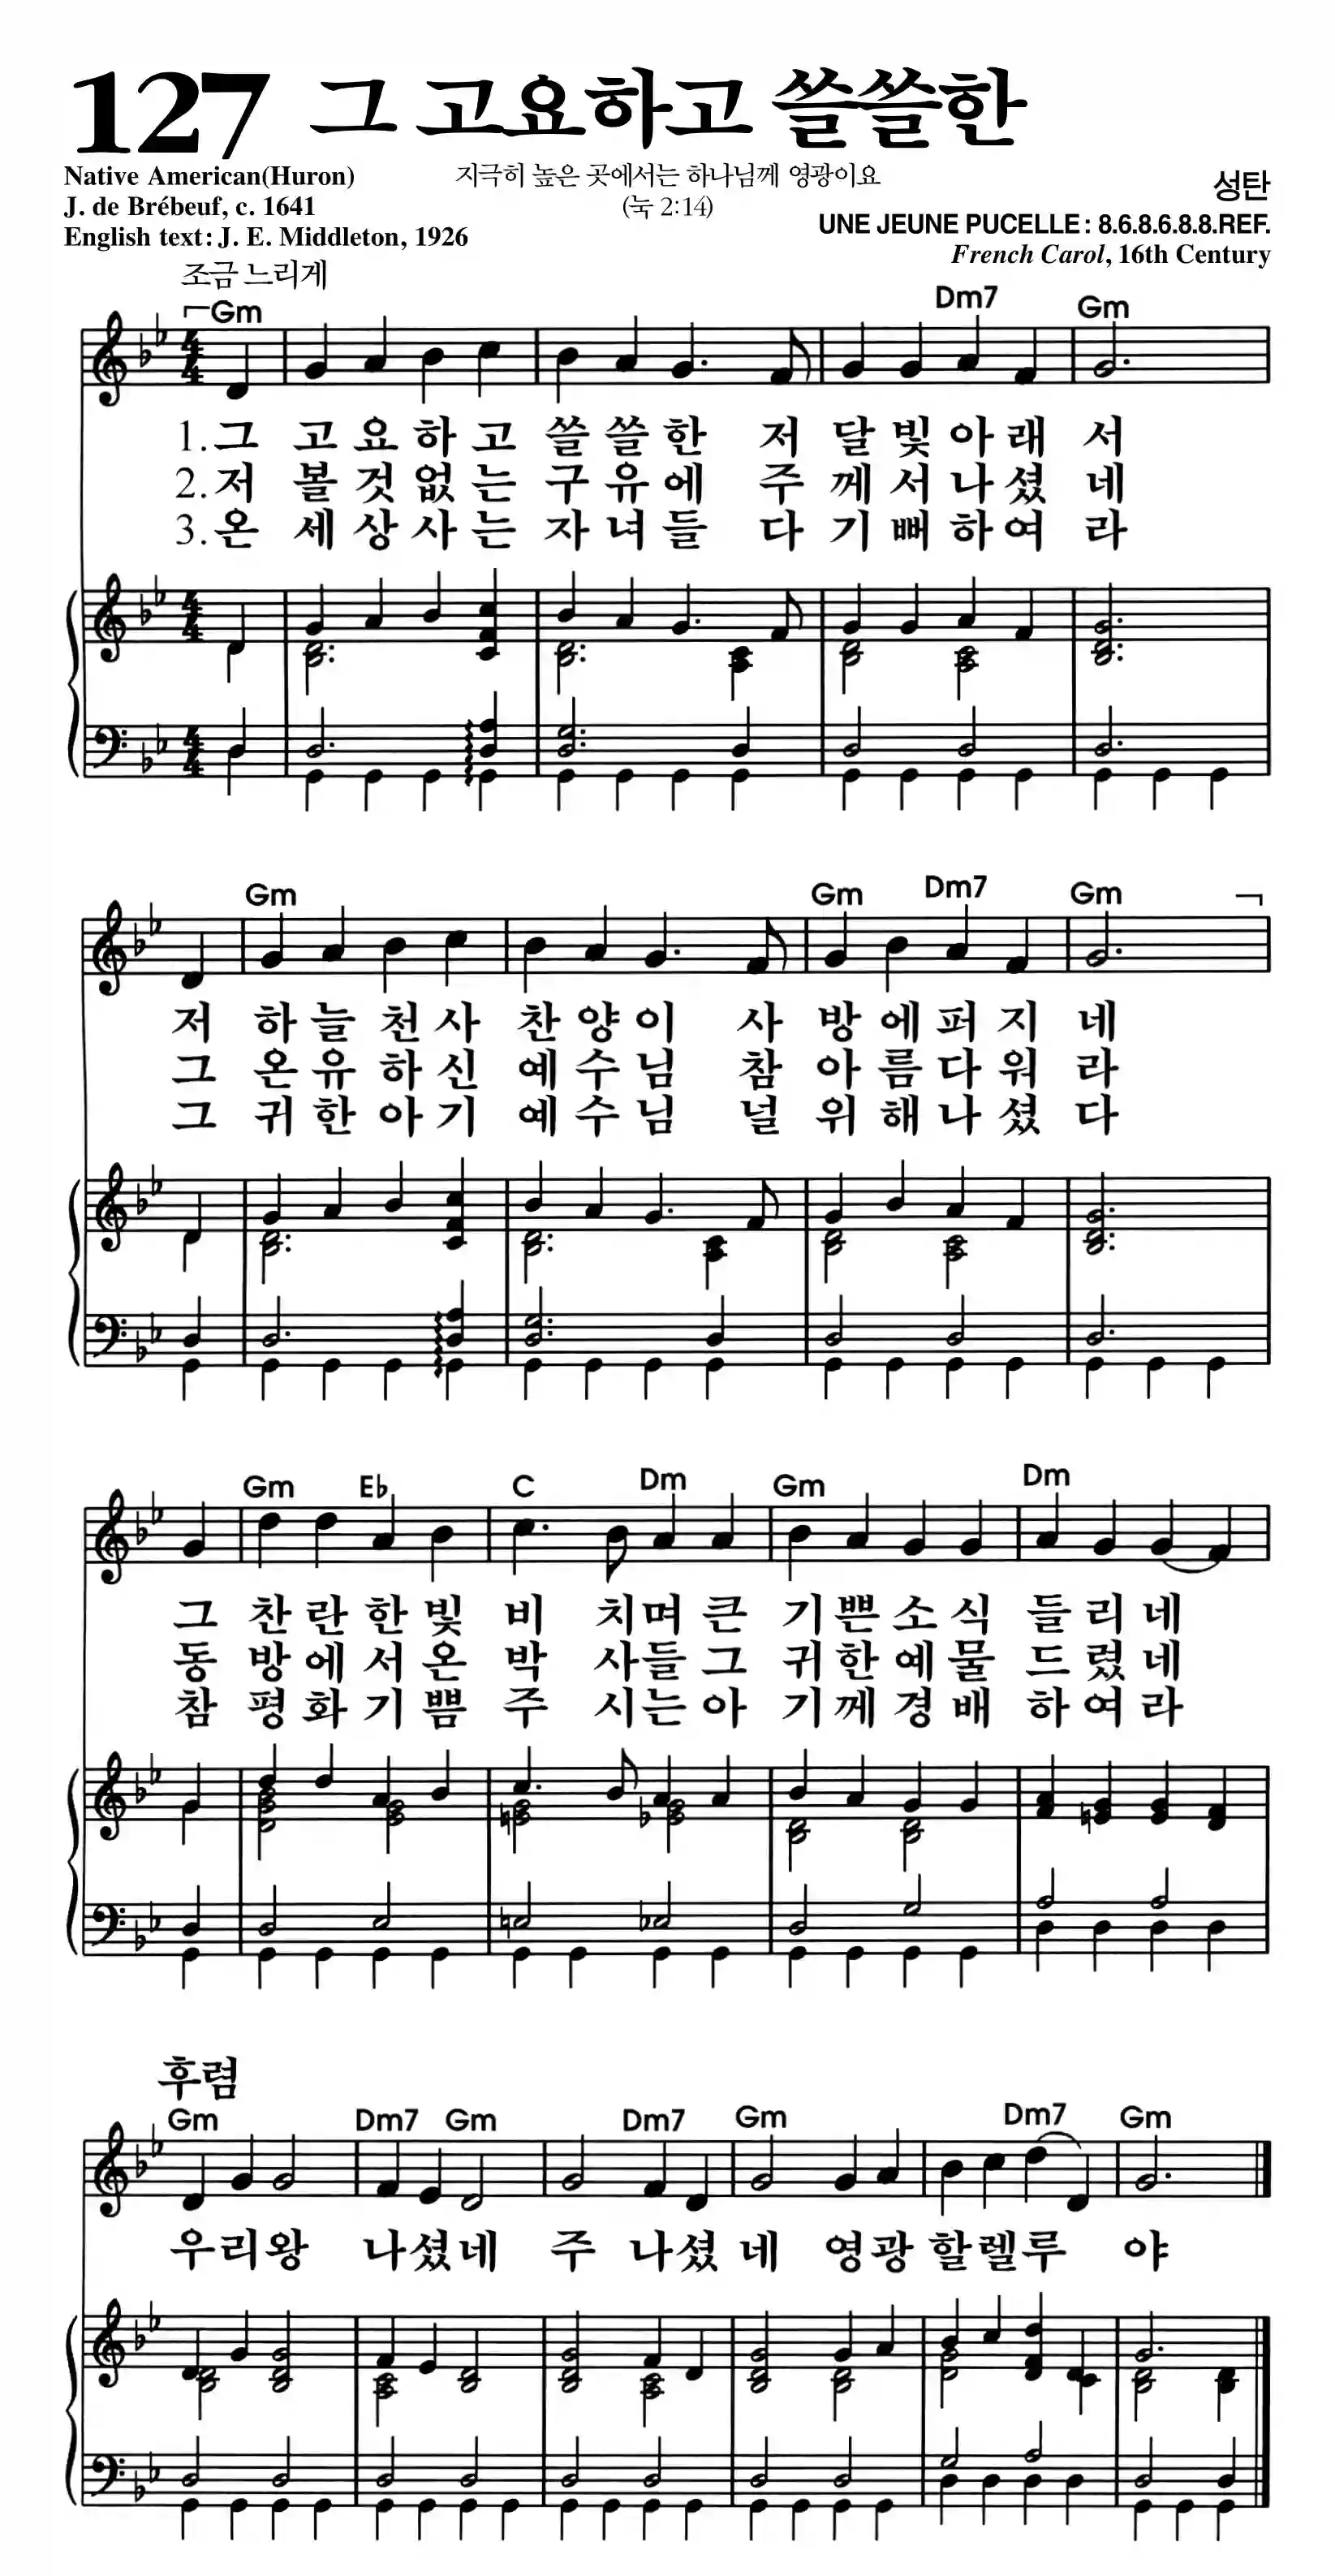 127 그 고요하고 쓸쓸한
Native American(Huron)
J. de Brébeuf, c. 1641
English text: J. E. Middleton, 1926
지극히 높은 곳에서는 하나님께 영광이요
(눅 2:14)
성탄
UNE JEUNE PUCELLE: 8.6.8.6.8.8.REF.
French Carol, 16th Century
조금 느리게
Gm Dm7 Gm
1.그 고 요 하 고 쓸 쓸 한 저 달 빛 아 래 서
2.저 볼 것 없 는 구 유 에 주 께 서 나 셨 네
3.온 세 상 사 는 자 녀 들 다 기 뻐 하 여 라
Gm Gm Dm7 Gm
저 하 늘 천 사 찬 양 이 사 방 에 퍼 지 네
그 온 유 하 신 예 수 님 참 아 름 다 워 라
그 귀 한 아 기 예 수 님 널 위 해 나 셨 다
Gm E♭ C Dm Gm Dm
그 찬 란 한 빛 비 치 며 큰 기 쁜 소 식 들 리 네
동 방 에 서 온 박 사 들 그 귀 한 예 물 드 렸 네
참 평 화 기 쁨 주 시 는 아 기 께 경 배 하 여 라
후렴
Gm Dm7 Gm Dm7 Gm Dm7 Gm
우 리 왕 나 셨 네 주 나 셨 네 영 광 할 렐 루 야